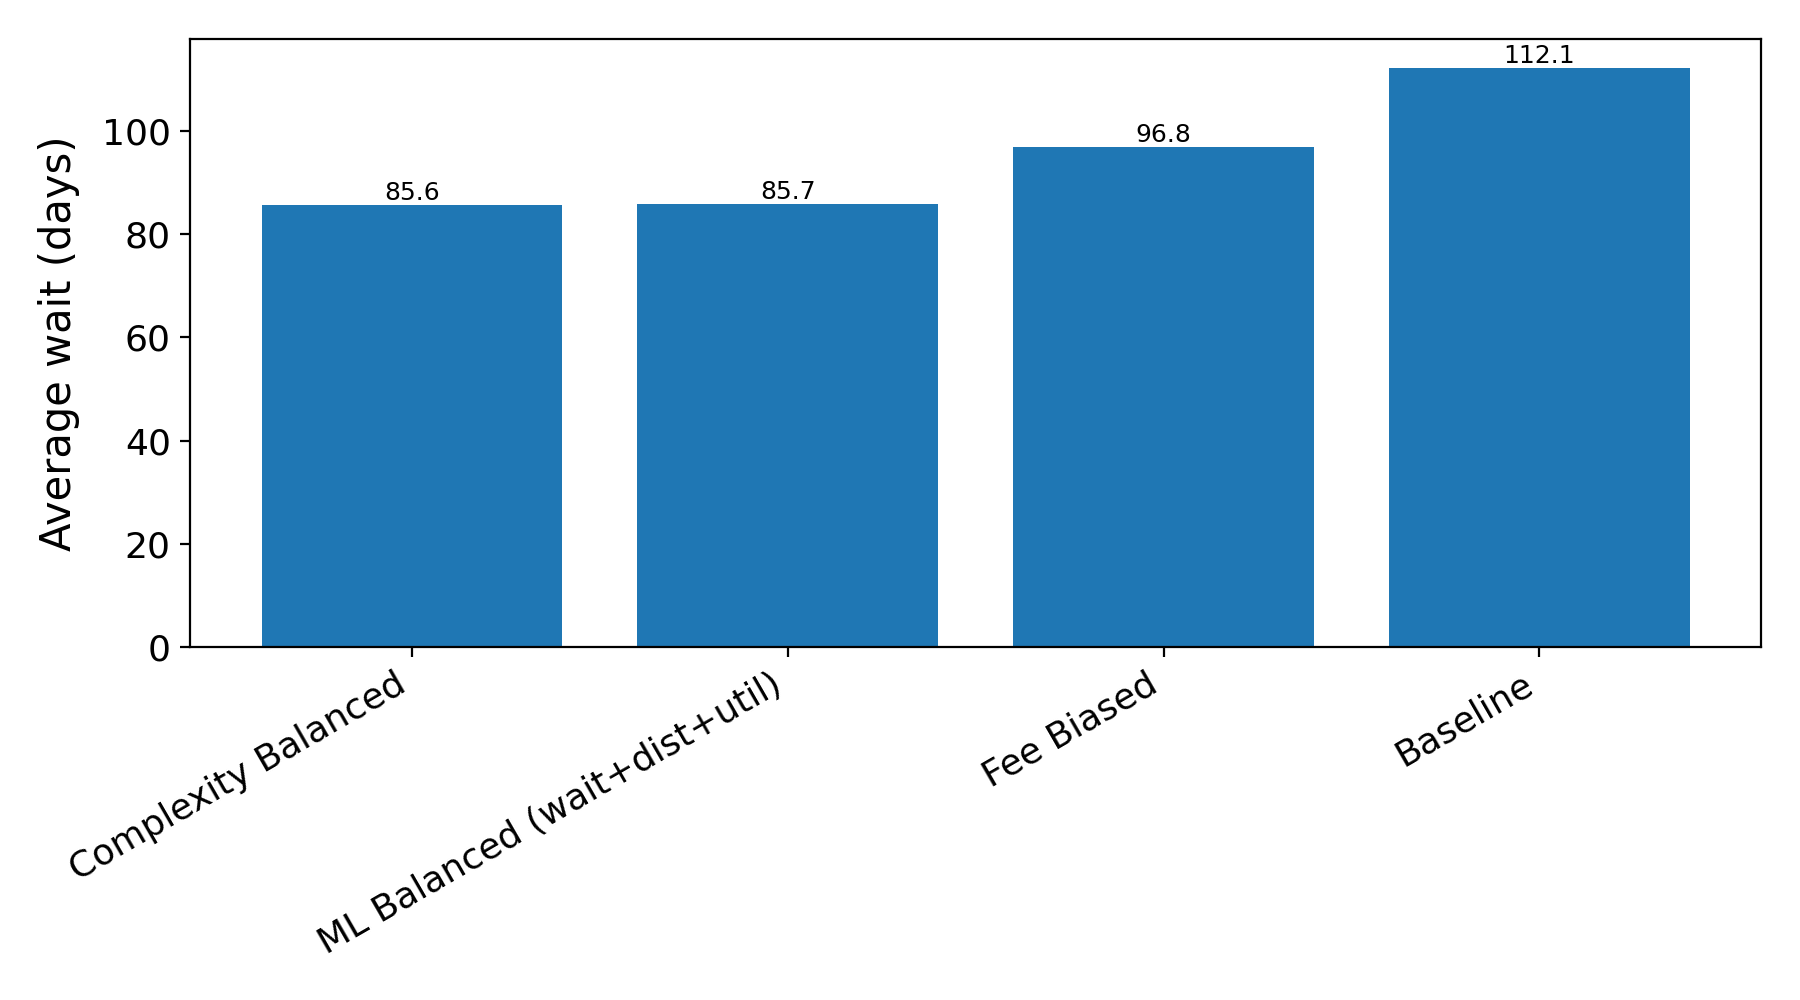 Average wait (days)
100
80
60
40
20
0
85.6
85.7
96.8
112.1
Complexity Balanced
ML Balanced (wait+dist+util)
Fee Biased
Baseline